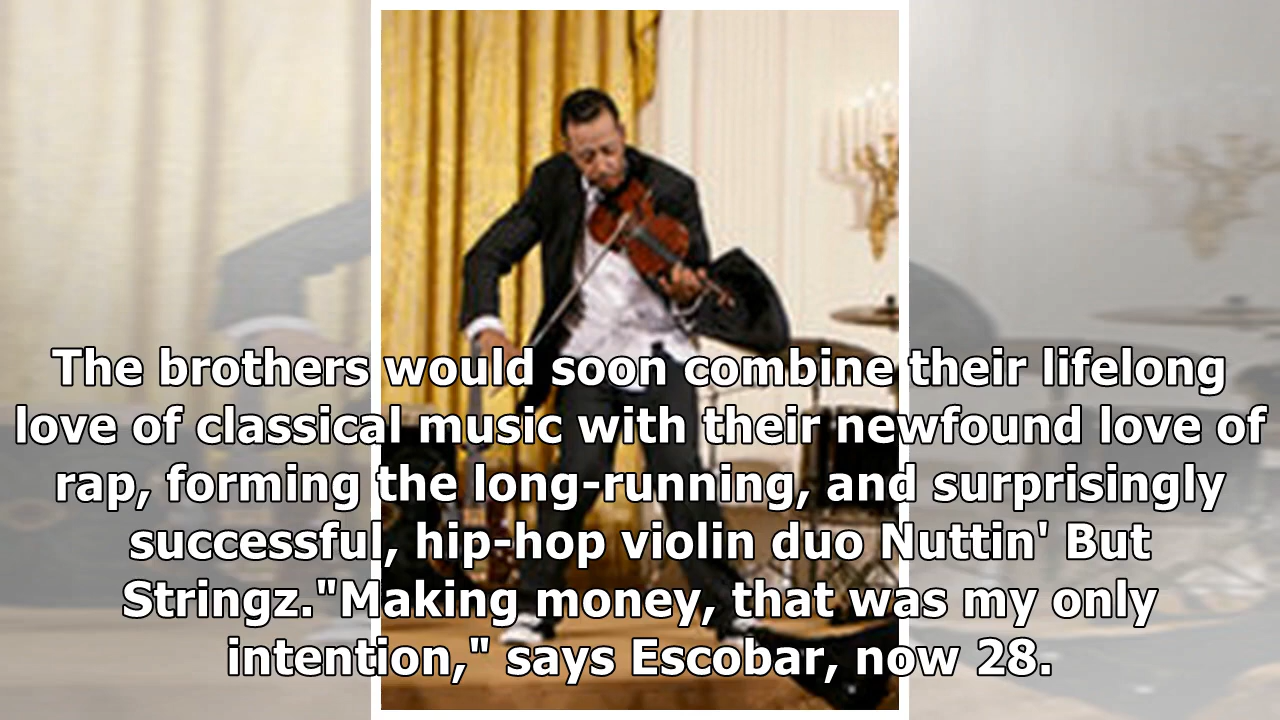 The brothers would soon combine their lifelong
love of classical music with their newfound love of
rap, forming the long-running, and surprisingly
successful, hip-hop violin duo Nuttin' But
Stringz."Making money, that was my only
intention," says Escobar, now 28.